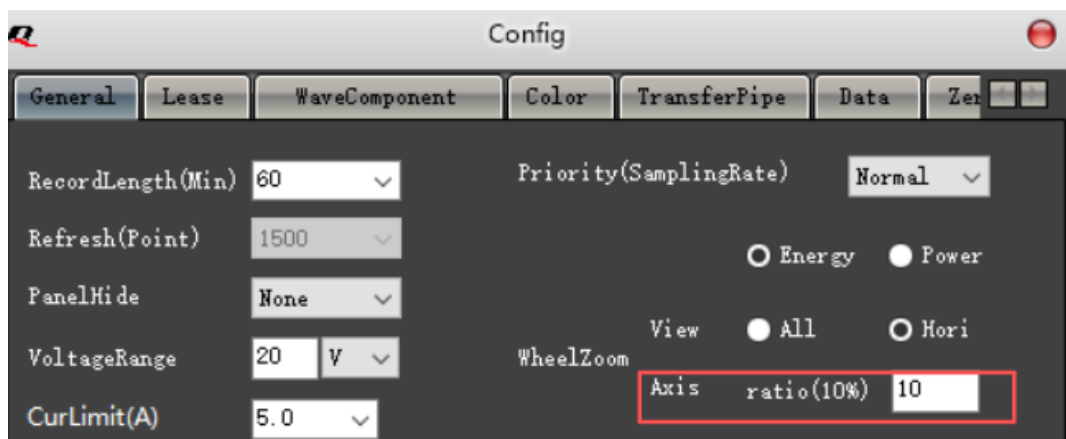 Config
General Lease WaveComponent Color TransferPipe Data Zer
RecordLength(Min) 60 Priority(SamplingRate) Normal
Refresh(Point) 1500
Energy Power
PanelHide None
View All Hori
VoltageRange 20 V WheelZoom
Axis ratio(10%) 10
CurLimit(A) 5.0